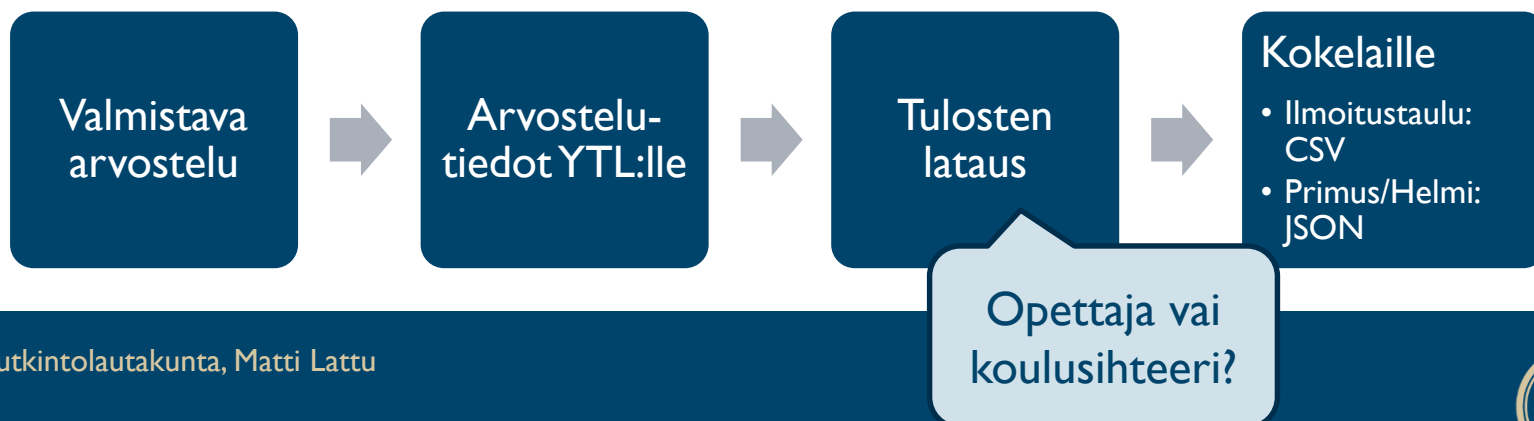 Valmistava
arvostelu
Arvostelu-
tiedot YTL:lle
Tulosten
lataus
Kokelaille
• Ilmoitustaulu:
CSV
• Primus/Helmi:
JSON
Opettaja vai
koulusihteeri?
utkintolautakunta, Matti Lattu